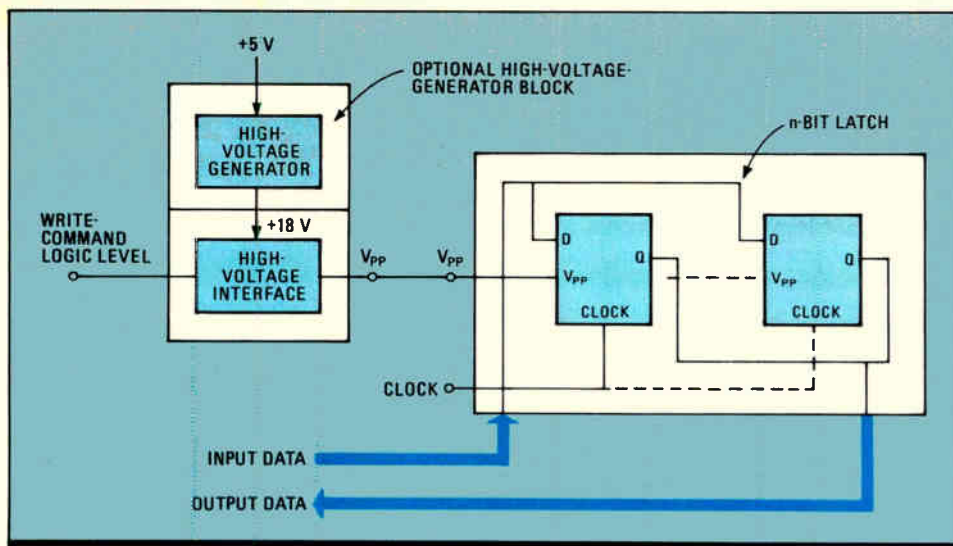 +5 V
OPTIONAL HIGH-VOLTAGE-
GENERATOR BLOCK
HIGH-
VOLTAGE
GENERATOR
+18 V
WRITE-
COMMAND
LOGIC LEVEL
HIGH-
VOLTAGE
INTERFACE
VPP
VPP
n-BIT LATCH
D
Q
VPP
CLOCK
D
Q
VPP
CLOCK
CLOCK
INPUT DATA
OUTPUT DATA